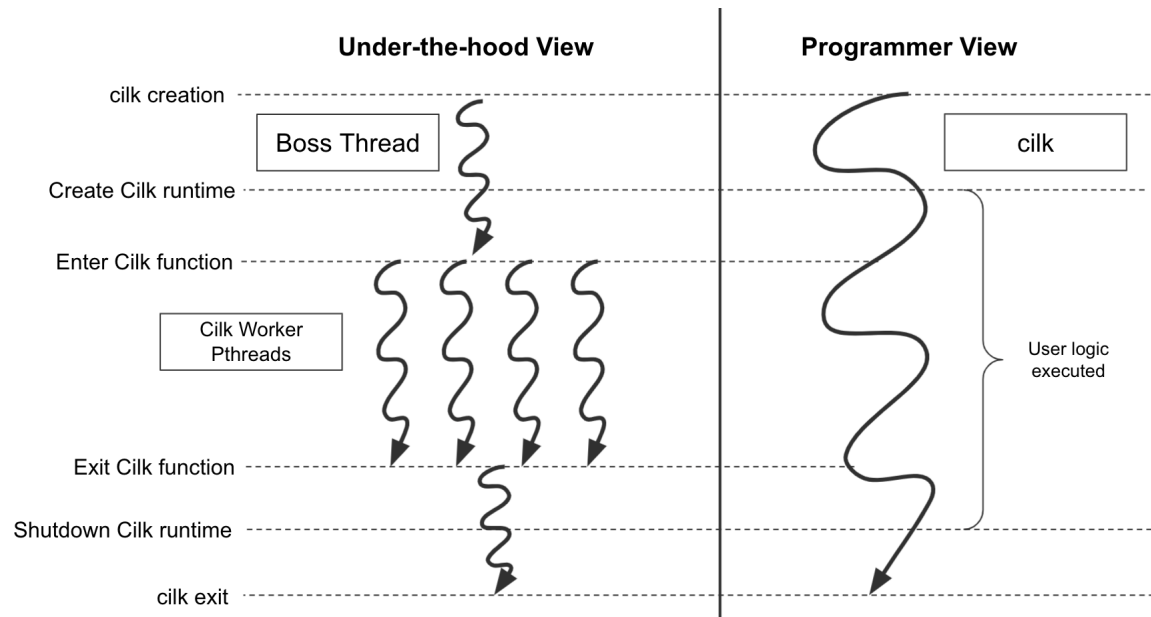 Under-the-hood View
Programmer View
cilk creation
Boss Thread
cilk
Create Cilk runtime
Enter Cilk function
Cilk Worker
Pthreads
User logic
executed
Exit Cilk function
Shutdown Cilk runtime
cilk exit